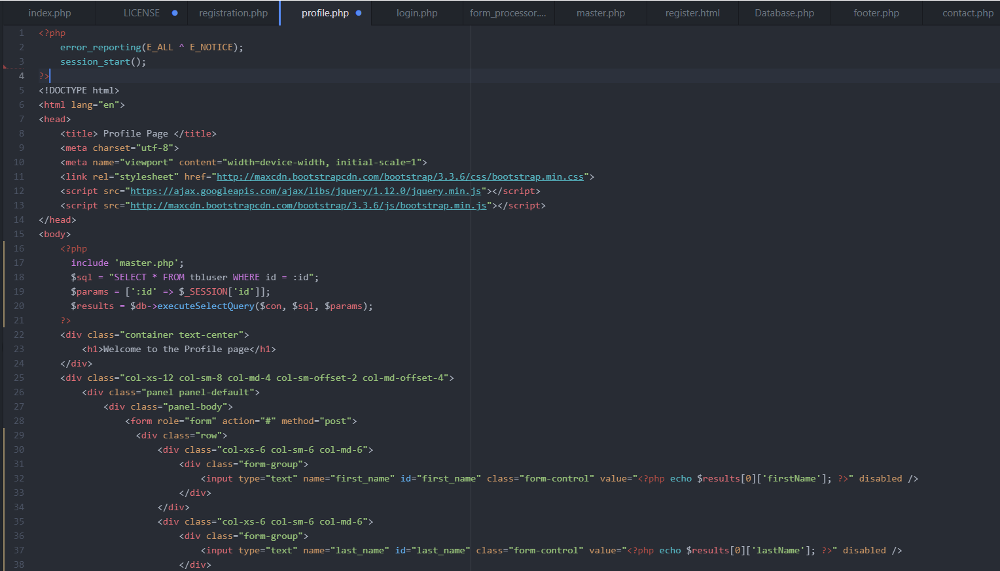 index.php LICENSE registration.php profile.php login.php form_processor.... master.php register.html Database.php footer.php contact.php
1 <?php
2     error_reporting(E_ALL ^ E_NOTICE);
3     session_start();
4 ?>
5 <!DOCTYPE html>
6 <html lang="en">
7 <head>
8     <title> Profile Page </title>
9     <meta charset="utf-8">
10     <meta name="viewport" content="width=device-width, initial-scale=1">
11     <link rel="stylesheet" href="http://maxcdn.bootstrapcdn.com/bootstrap/3.3.6/css/bootstrap.min.css">
12     <script src="https://ajax.googleapis.com/ajax/libs/jquery/1.12.0/jquery.min.js"></script>
13     <script src="http://maxcdn.bootstrapcdn.com/bootstrap/3.3.6/js/bootstrap.min.js"></script>
14 </head>
15 <body>
16     <?php
17       include 'master.php';
18       $sql = "SELECT * FROM tbluser WHERE id = :id";
19       $params = [':id' => $_SESSION['id']];
20       $results = $db->executeSelectQuery($con, $sql, $params);
21     ?>
22     <div class="container text-center">
23         <h1>Welcome to the Profile page</h1>
24     </div>
25     <div class="col-xs-12 col-sm-8 col-md-4 col-sm-offset-2 col-md-offset-4">
26         <div class="panel panel-default">
27             <div class="panel-body">
28                 <form role="form" action="#" method="post">
29                   <div class="row">
30                       <div class="col-xs-6 col-sm-6 col-md-6">
31                           <div class="form-group">
32                               <input type="text" name="first_name" id="first_name" class="form-control" value="<?php echo $results[0]['firstName']; ?>" disabled />
33                           </div>
34                       </div>
35                       <div class="col-xs-6 col-sm-6 col-md-6">
36                           <div class="form-group">
37                               <input type="text" name="last_name" id="last_name" class="form-control" value="<?php echo $results[0]['lastName']; ?>" disabled />
38                           </div>